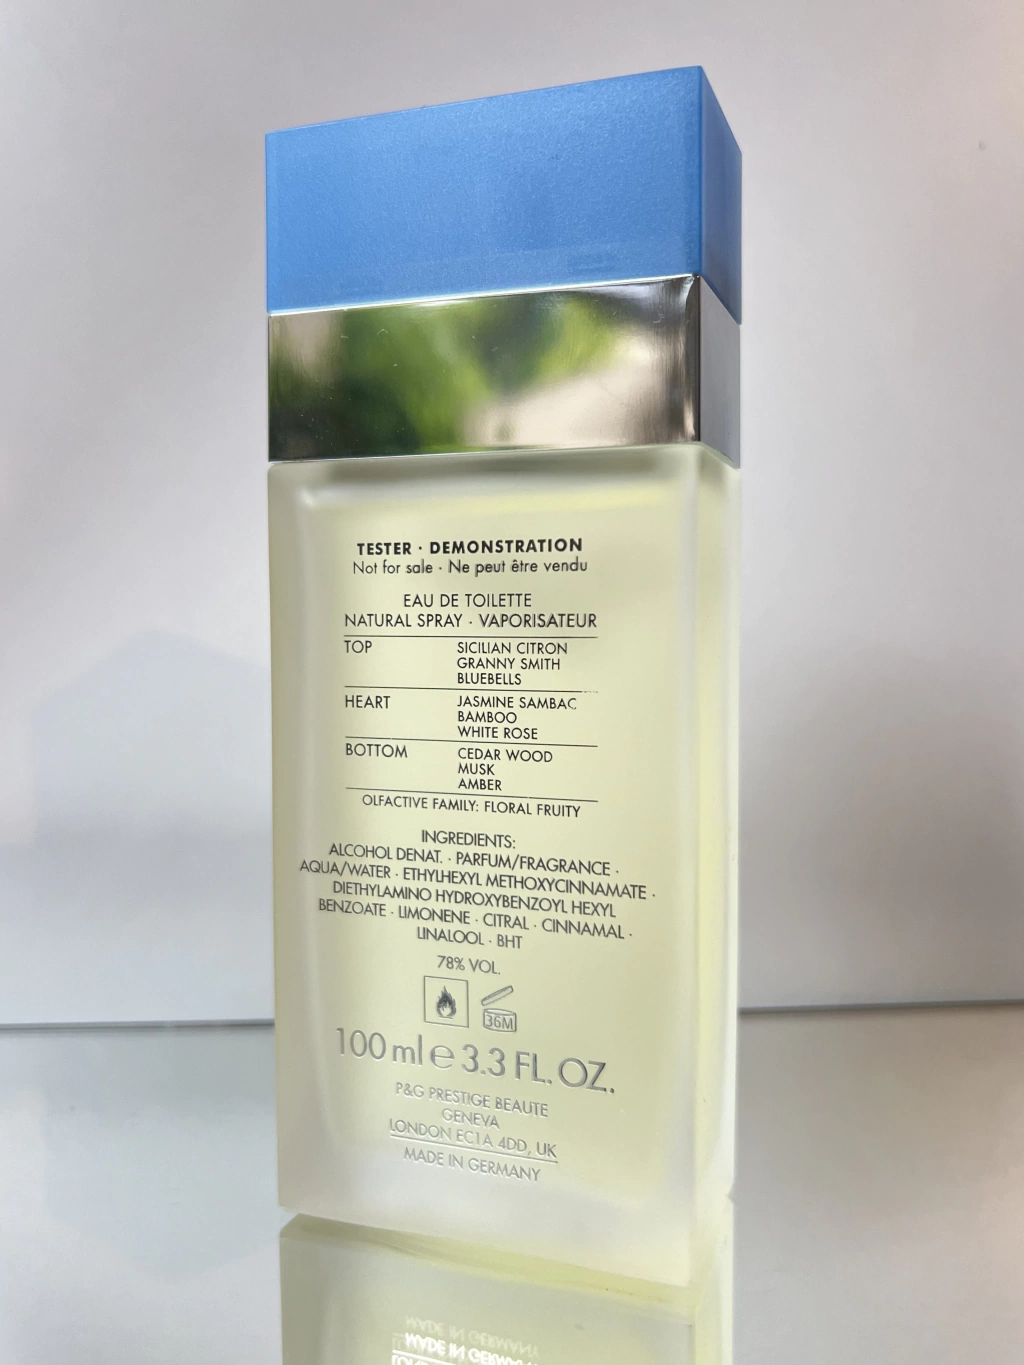 TESTER · DEMONSTRATION
Not for sale · Ne peut être vendu
EAU DE TOILETTE
NATURAL SPRAY · VAPORISATEUR
TOP SICILIAN CITRON
GRANNY SMITH
BLUEBELLS
HEART JASMINE SAMBAC
BAMBOO
WHITE ROSE
BOTTOM CEDAR WOOD
MUSK
AMBER
OLFACTIVE FAMILY: FLORAL FRUITY
INGREDIENTS:
ALCOHOL DENAT. · PARFUM/FRAGRANCE ·
AQUA/WATER · ETHYLHEXYL METHOXYCINNAMATE ·
DIETHYLAMINO HYDROXYBENZOYL HEXYL
BENZOATE · LIMONENE · CITRAL · CINNAMAL ·
LINALOOL · BHT
78% VOL.
36M
100 ml e 3.3 FL. OZ.
P&G PRESTIGE BEAUTE
GENEVA
LONDON EC1A 4DD, UK
MADE IN GERMANY